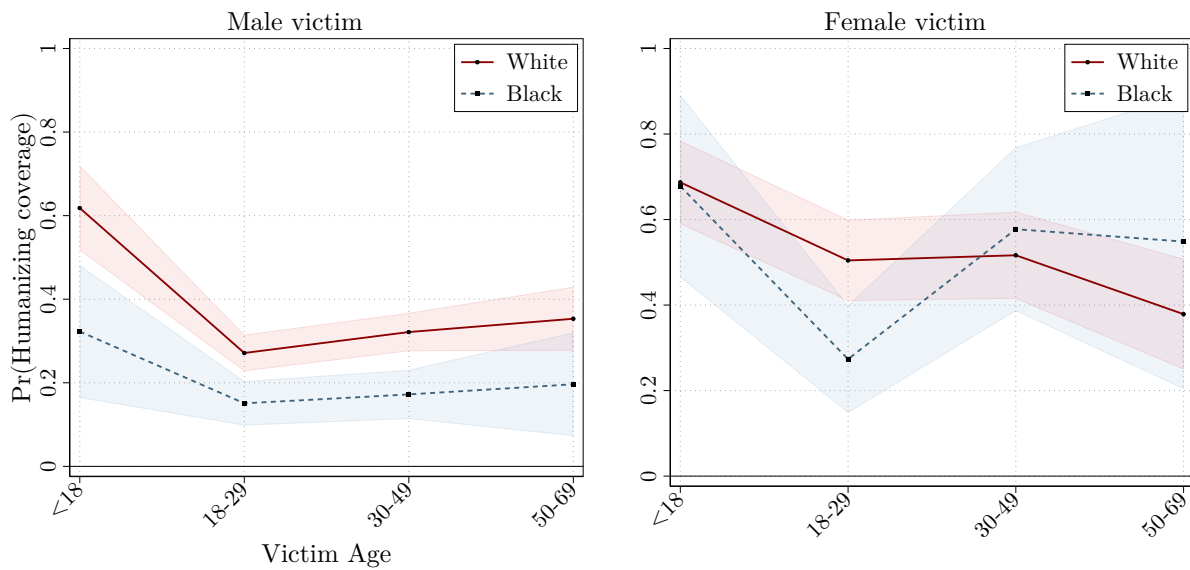 Male victim
Pr(Humanizing coverage)
1
0.8
0.6
0.4
0.2
0
White
Black
<18
18-29
30-49
50-69
Victim Age
Female victim
1
0.8
0.6
0.4
0.2
0
White
Black
<18
18-29
30-49
50-69